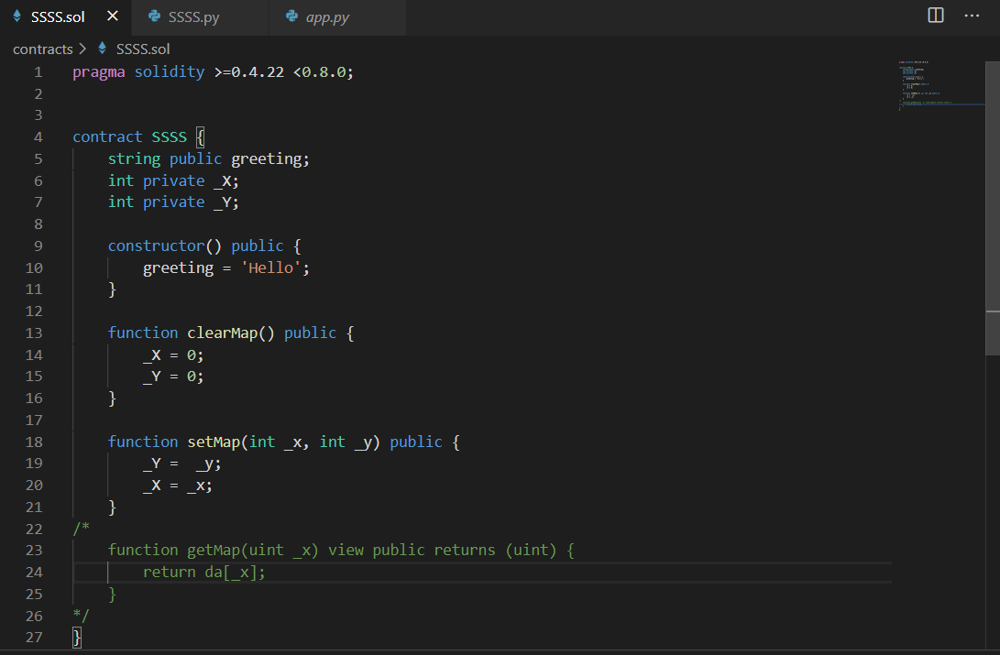 SSSS.sol SSSS.py app.py
contracts > SSSS.sol
1 pragma solidity >=0.4.22 <0.8.0;
2
3
4 contract SSSS {
5 string public greeting;
6 int private _X;
7 int private _Y;
8
9 constructor() public {
10 greeting = 'Hello';
11 }
12
13 function clearMap() public {
14 _X = 0;
15 _Y = 0;
16 }
17
18 function setMap(int _x, int _y) public {
19 _Y =  _y;
20 _X = _x;
21 }
22 /*
23 function getMap(uint _x) view public returns (uint) {
24 return da[_x];
25 }
26 */
27 }